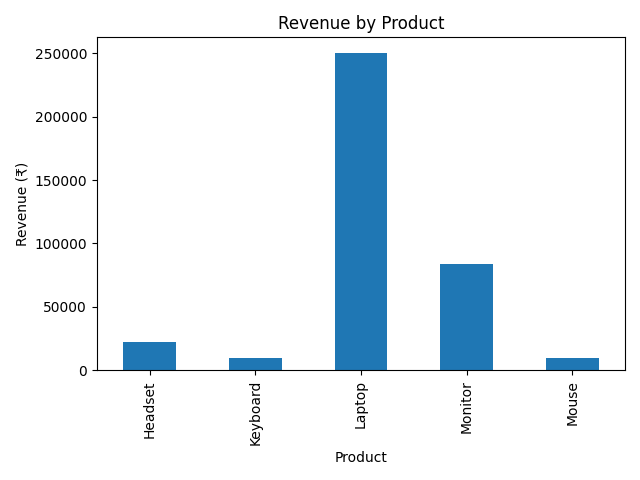 Revenue by Product
Revenue (₹)
250000
200000
150000
100000
50000
0
Headset
Keyboard
Laptop
Monitor
Mouse
Product